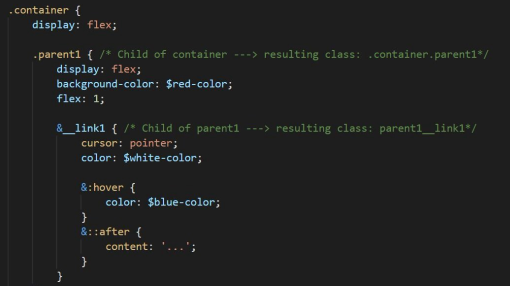 .container {
    display: flex;

    .parent1 { /* Child of container ---> resulting class: .container.parent1*/
        display: flex;
        background-color: $red-color;
        flex: 1;

        &__link1 { /* Child of parent1 ---> resulting class: parent1__link1*/
            cursor: pointer;
            color: $white-color;

            &:hover {
                color: $blue-color;
            }
            &::after {
                content: '...';
            }
        }